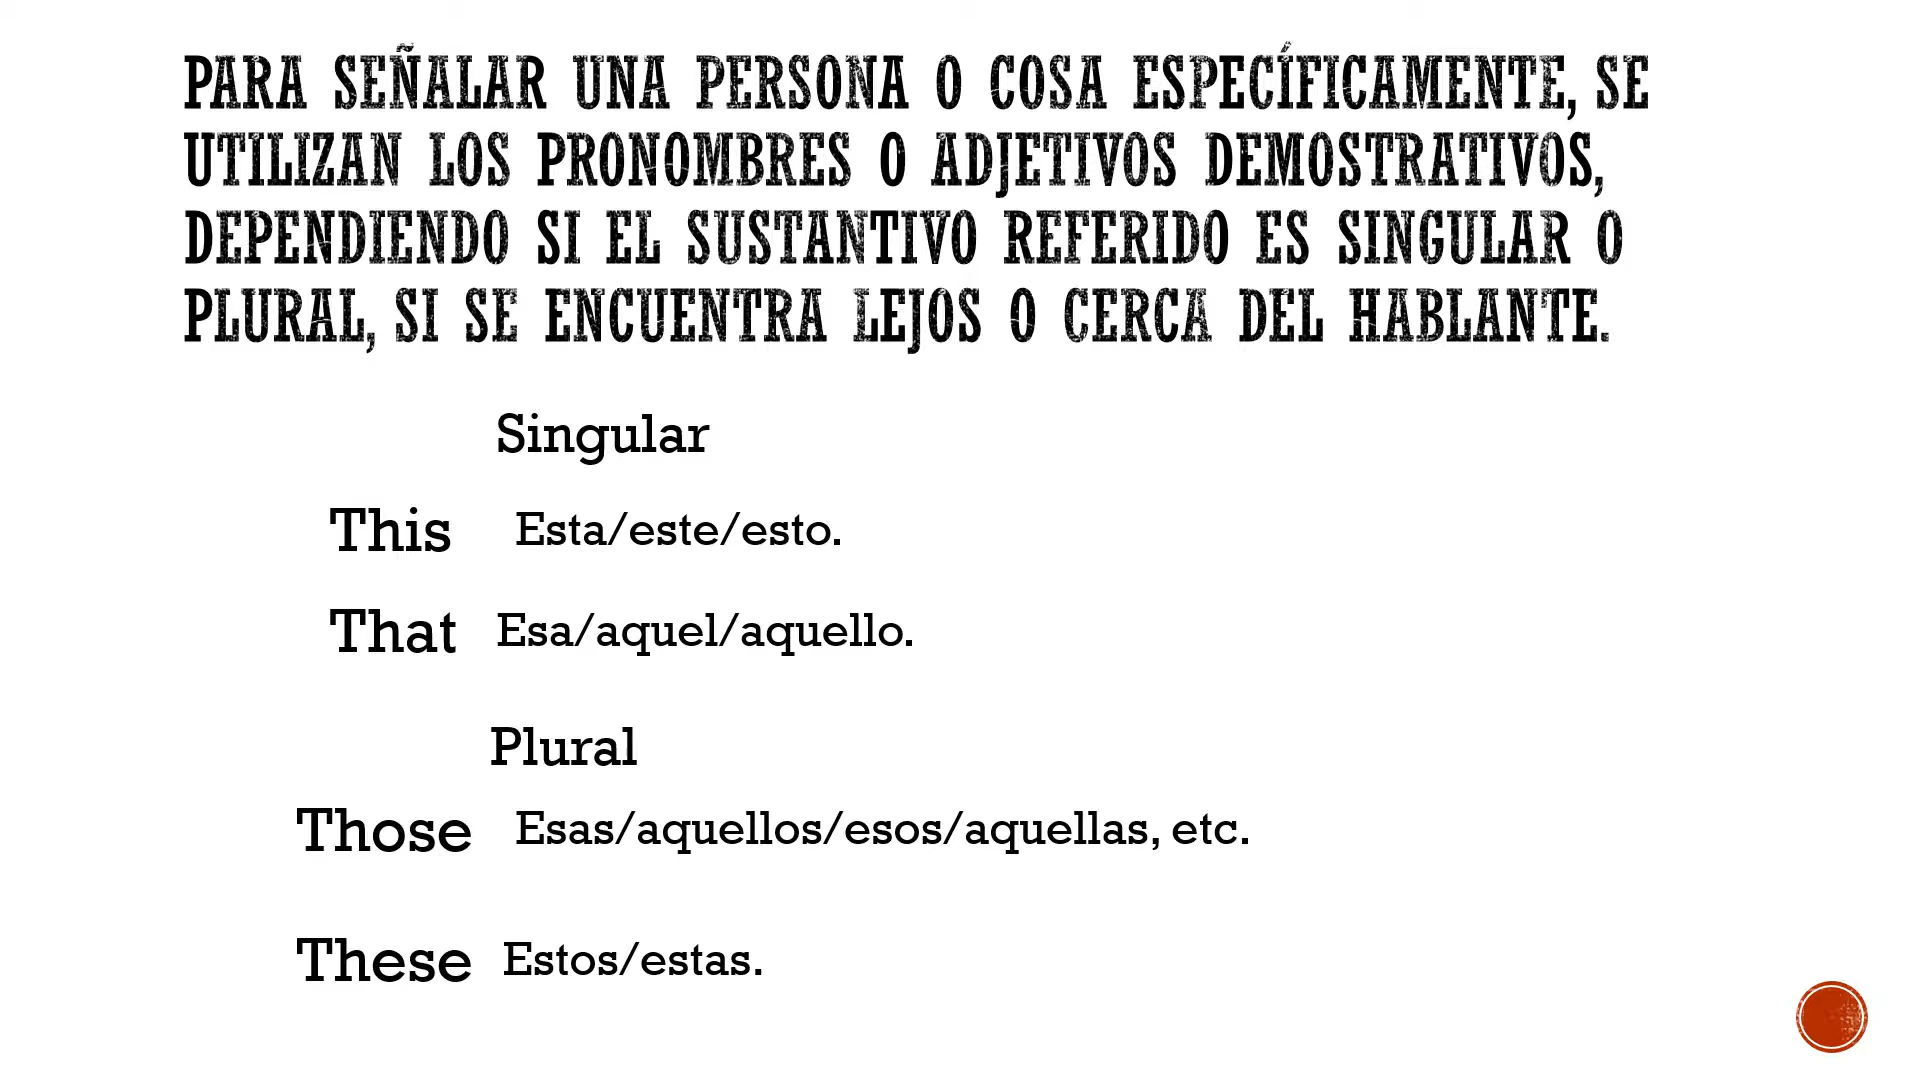 PARA SEÑALAR UNA PERSONA O COSA ESPECÍFICAMENTE, SE
UTILIZAN LOS PRONOMBRES O ADJETIVOS DEMOSTRATIVOS,
DEPENDIENDO SI EL SUSTANTIVO REFERIDO ES SINGULAR O
PLURAL, SI SE ENCUENTRA LEJOS O CERCA DEL HABLANTE.
Singular
This Esta/este/esto.
That Esa/aquel/aquello.
Plural
Those Esas/aquellos/esos/aquellas, etc.
These Estos/estas.